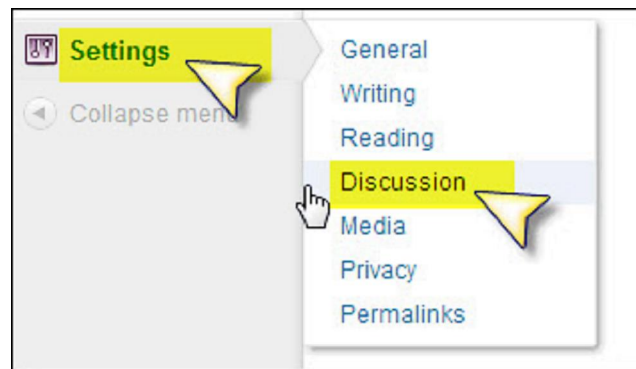 Settings
Collapse menu
General
Writing
Reading
Discussion
Media
Privacy
Permalinks